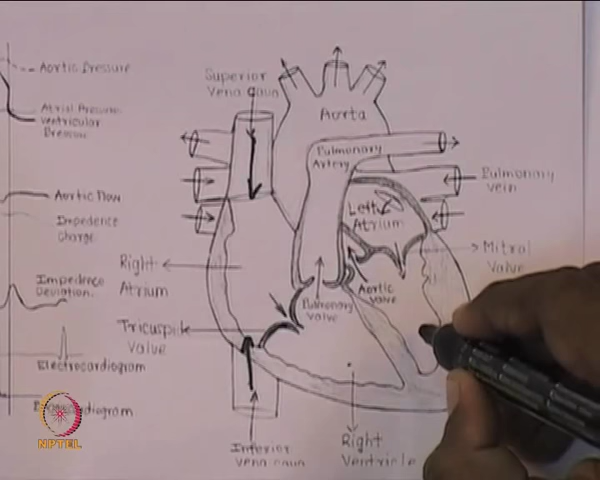 Aortic Pressure
Atrial Pressure
Ventricular
Pressure
Aortic Flow
Impedence
Change
Impedence
Deviation.
Electrocardiogram
diogram
NPTEL
Superior
Vena cava
Aorta
Pulmonary
Artery
Pulmonary
vein
Left
Atrium
Mitral
Valve
Right
Atrium
Aortic
valve
Pulmonary
valve
Tricuspid
Valve
Inferior
Vena cava
Right
Ventricle